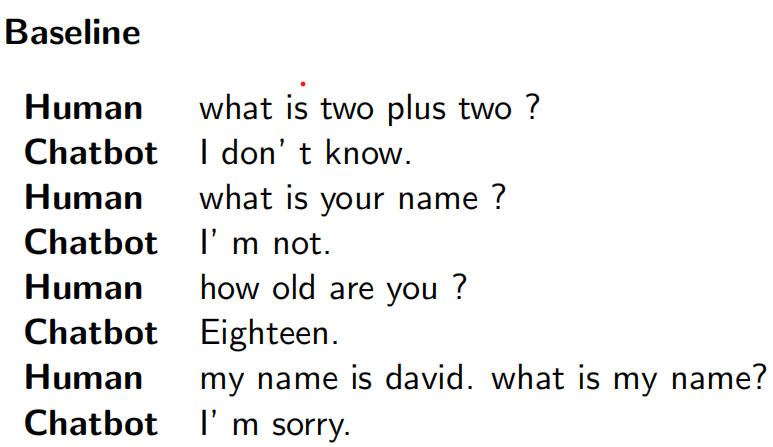 Baseline
Human what is two plus two ?
Chatbot I don' t know.
Human what is your name ?
Chatbot I' m not.
Human how old are you ?
Chatbot Eighteen.
Human my name is david. what is my name?
Chatbot I' m sorry.